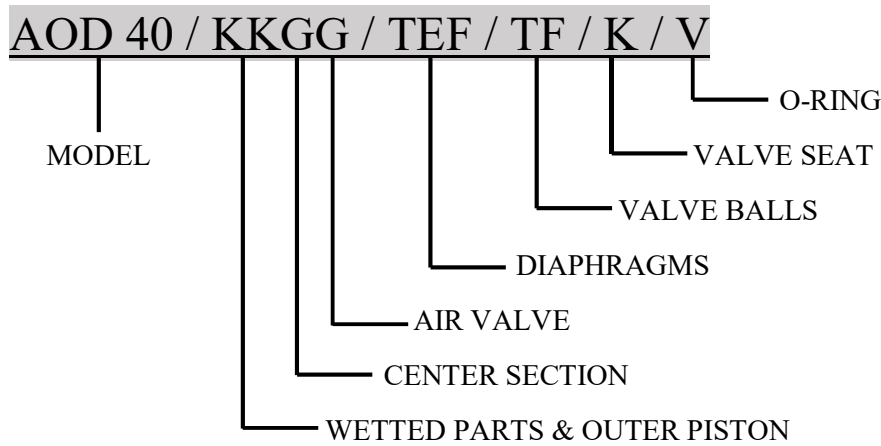 AOD 40 / KKGG / TEF / TF / K / V
O-RING
MODEL
VALVE SEAT
VALVE BALLS
DIAPHRAGMS
AIR VALVE
CENTER SECTION
WETTED PARTS & OUTER PISTON